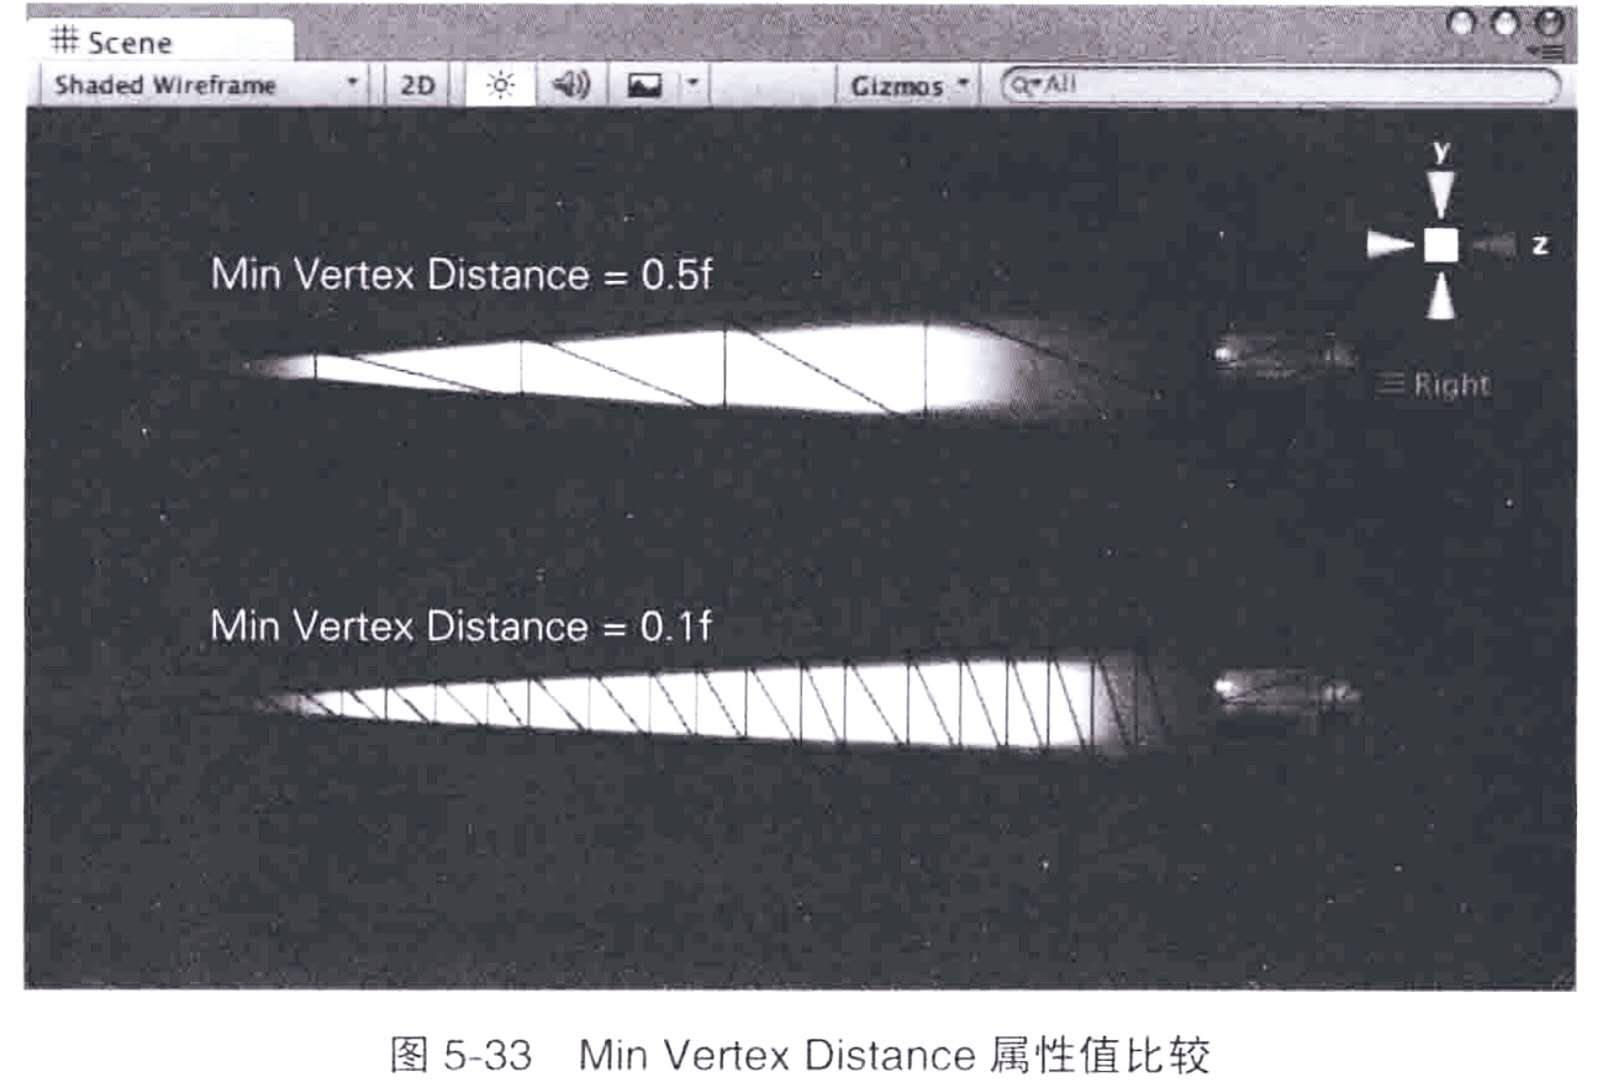 Scene
Shaded Wireframe 2D Gizmos All
y
z
Min Vertex Distance = 0.5f
Right
Min Vertex Distance = 0.1f
图 5-33 Min Vertex Distance 属性值比较